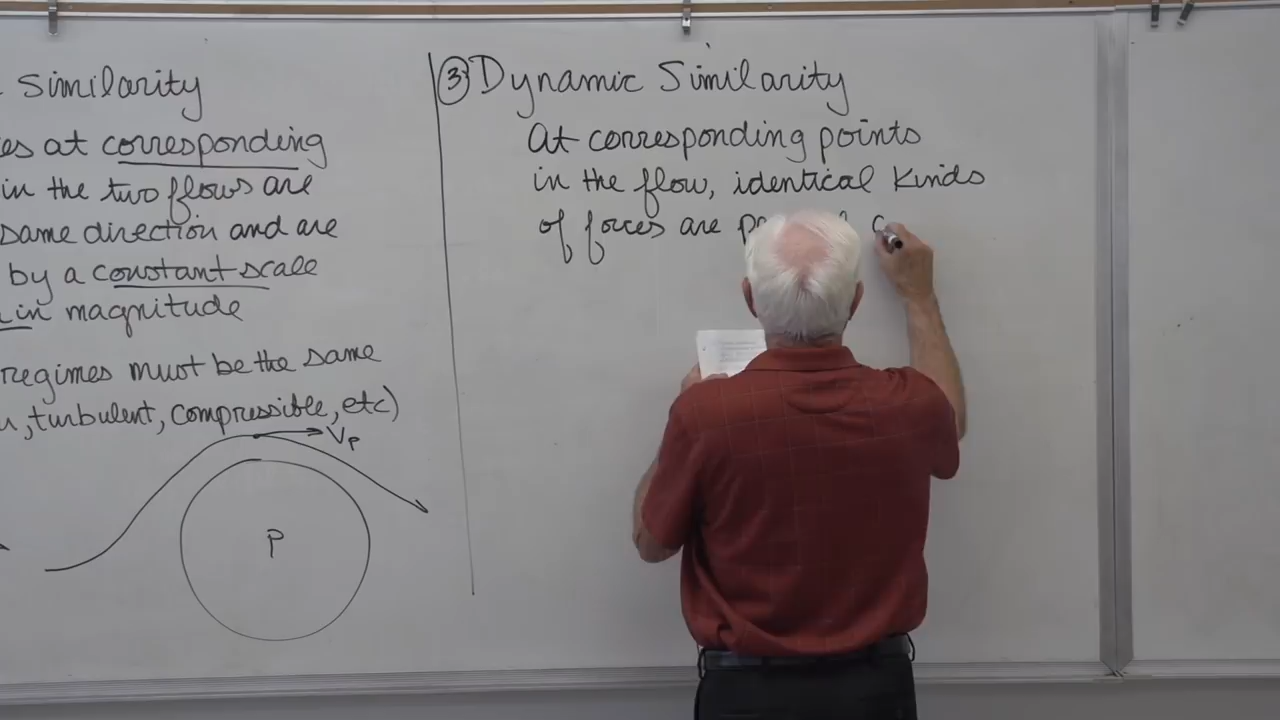 Similarity
es at corresponding
in the two flows are
same direction and are
by a constant scale
in magnitude
regimes must be the same
, turbulent, compressible, etc)
Vp
P
③ Dynamic Similarity
At corresponding points
in the flow, identical kinds
of forces are